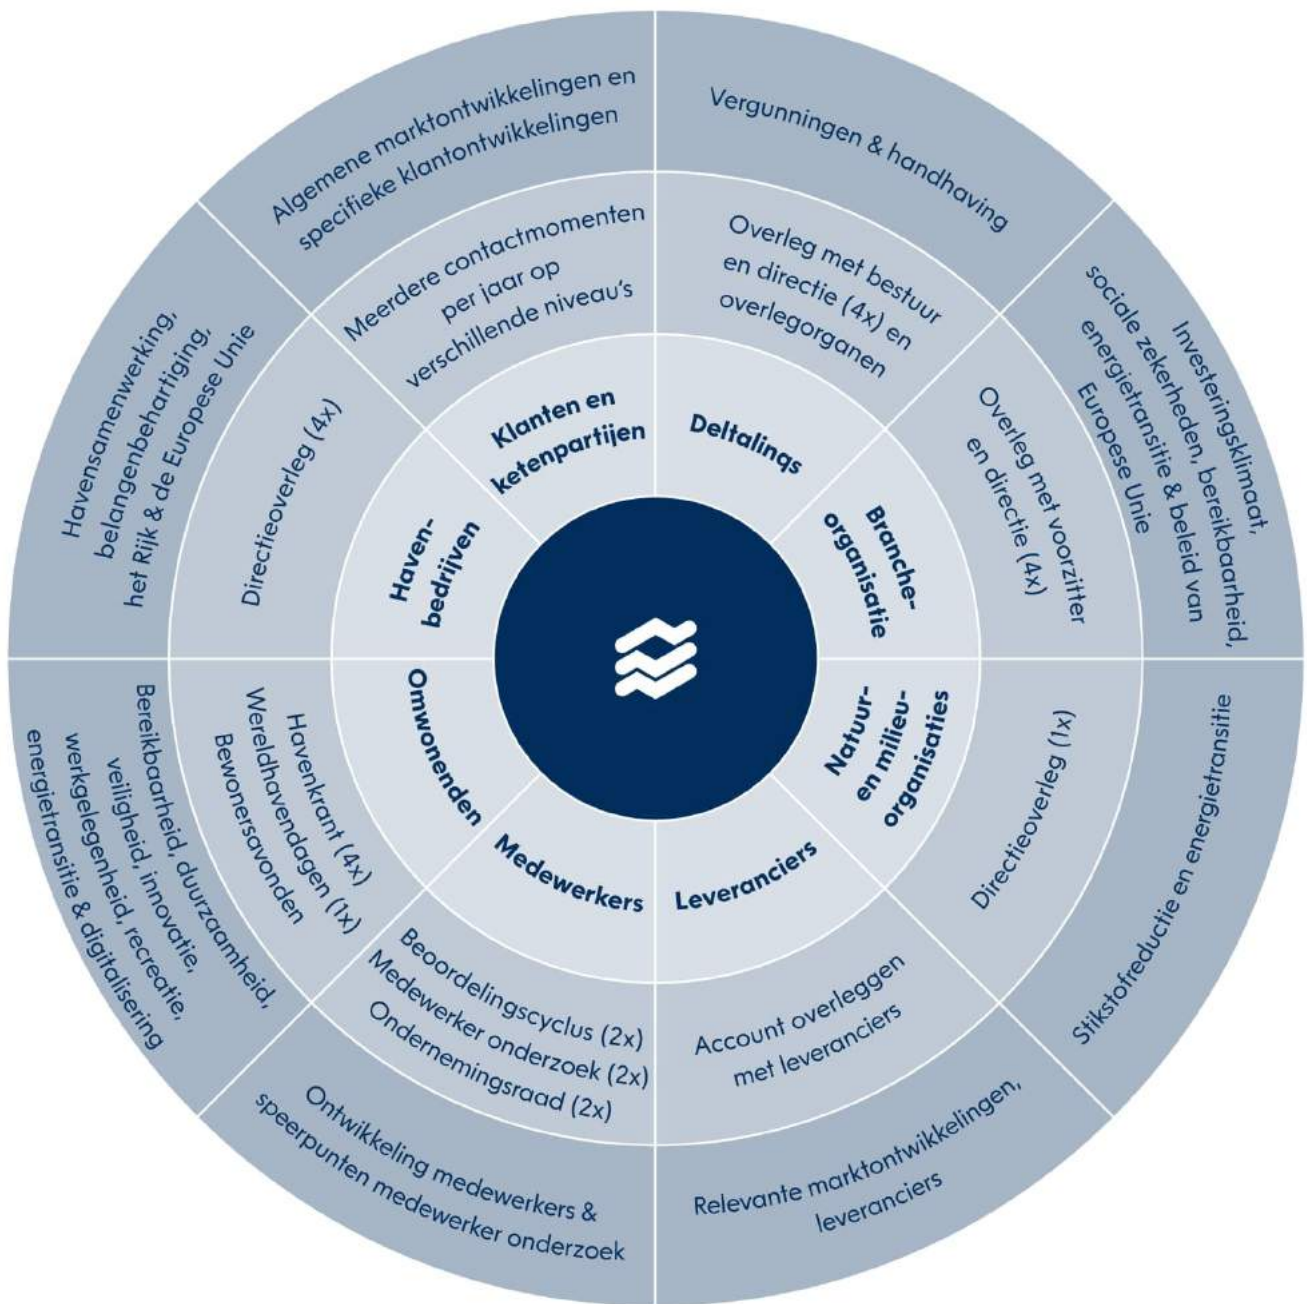 Algemene marktontwikkelingen en
specifieke klantontwikkelingen
Meerdere contactmomenten
per jaar op
verschillende niveau's
Klanten en
ketenpartijen
Vergunningen & handhaving
Overleg met bestuur
en directie (4x) en
overlegorganen
Deltalinqs
Investeringsklimaat,
sociale zekerheden, bereikbaarheid,
energietransitie & beleid van
Europese Unie
Overleg met voorzitter
en directie (4x)
Branche-
organisatie
Stikstofreductie en energietransitie
Directieoverleg (1x)
Natuur-
en milieu-
organisaties
Leveranciers
Account overleggen
met leveranciers
Relevante marktontwikkelingen,
leveranciers
Medewerkers
Beoordelingscyclus (2x)
Medewerker onderzoek (2x)
Ondernemingsraad (2x)
Ontwikkeling medewerkers &
speerpunten medewerker onderzoek
Omwonenden
Havenkrant (4x)
Wereldhavendagen (1x)
Bewonersavonden
Bereikbaarheid, duurzaamheid,
veiligheid, innovatie,
werkgelegenheid, recreatie,
energietransitie & digitalisering
Havensamenwerking,
belangenbehartiging,
het Rijk & de Europese Unie
Directieoverleg (4x)
Haven-
bedrijven